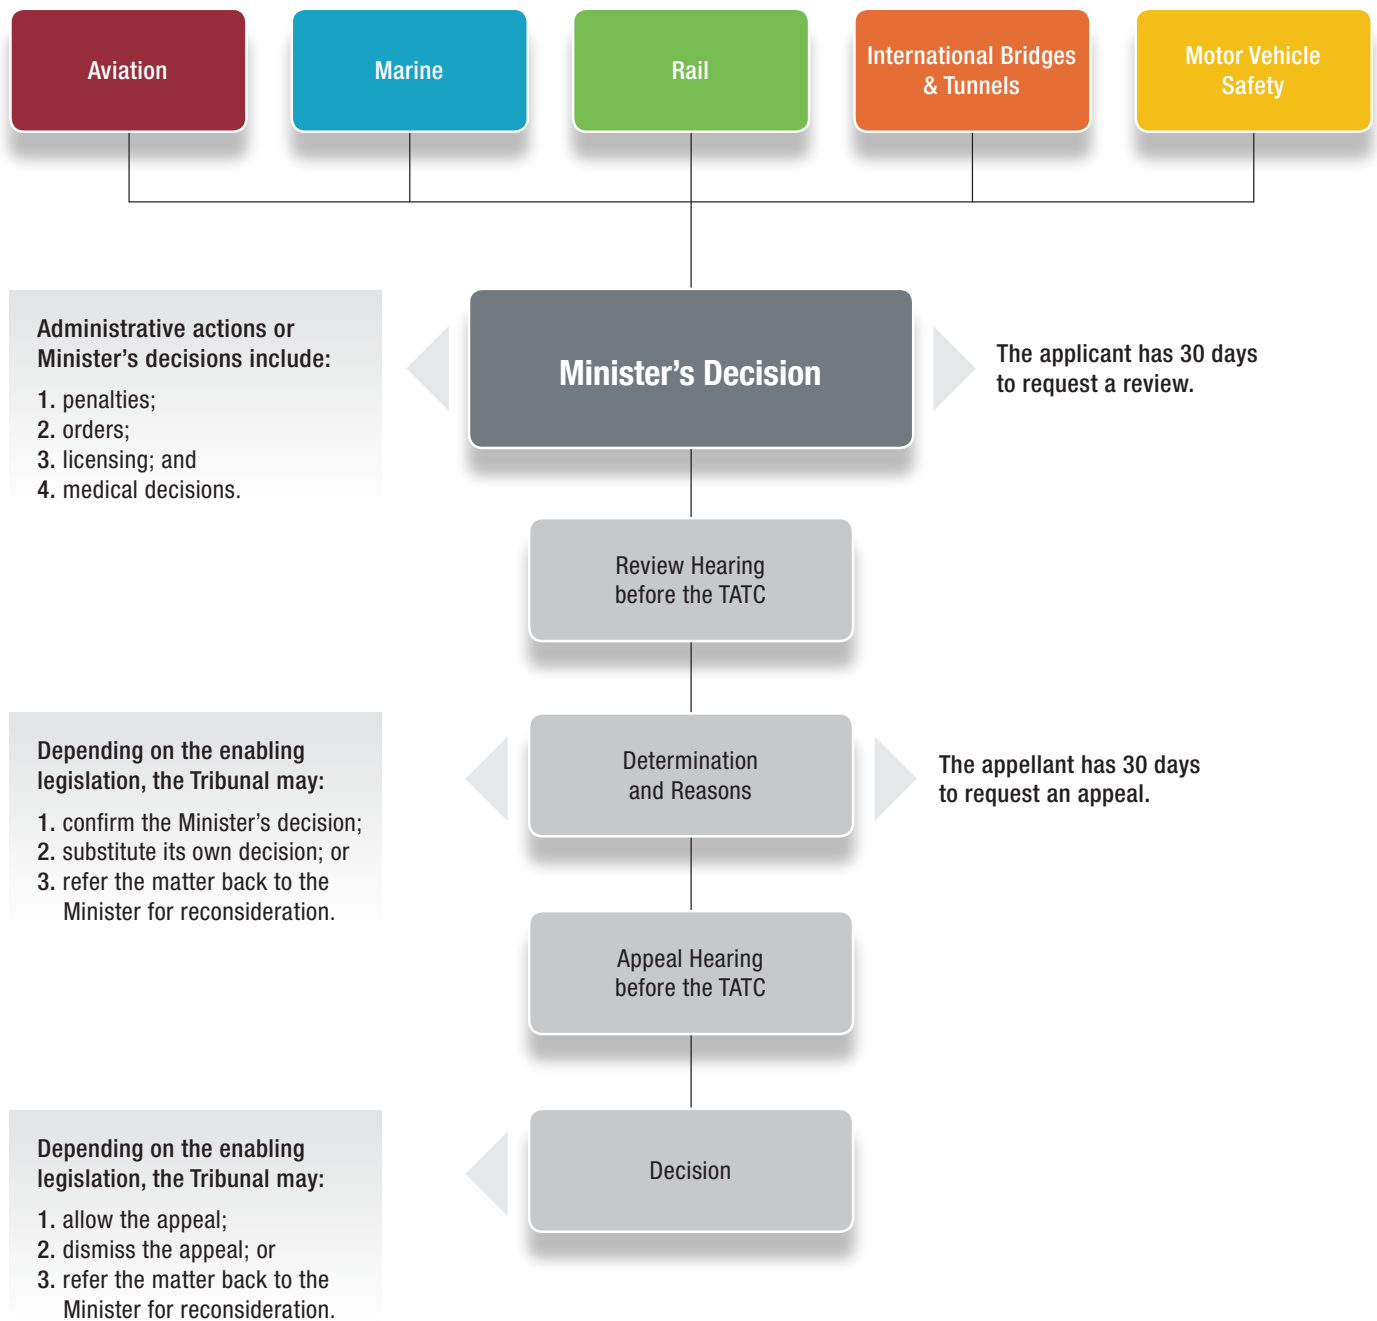 Aviation
Marine
Rail
International Bridges
& Tunnels
Motor Vehicle
Safety
Administrative actions or
Minister’s decisions include:
1. penalties;
2. orders;
3. licensing; and
4. medical decisions.
Minister’s Decision
The applicant has 30 days
to request a review.
Review Hearing
before the TATC
Depending on the enabling
legislation, the Tribunal may:
1. confirm the Minister’s decision;
2. substitute its own decision; or
3. refer the matter back to the
Minister for reconsideration.
Determination
and Reasons
The appellant has 30 days
to request an appeal.
Appeal Hearing
before the TATC
Depending on the enabling
legislation, the Tribunal may:
1. allow the appeal;
2. dismiss the appeal; or
3. refer the matter back to the
Minister for reconsideration.
Decision